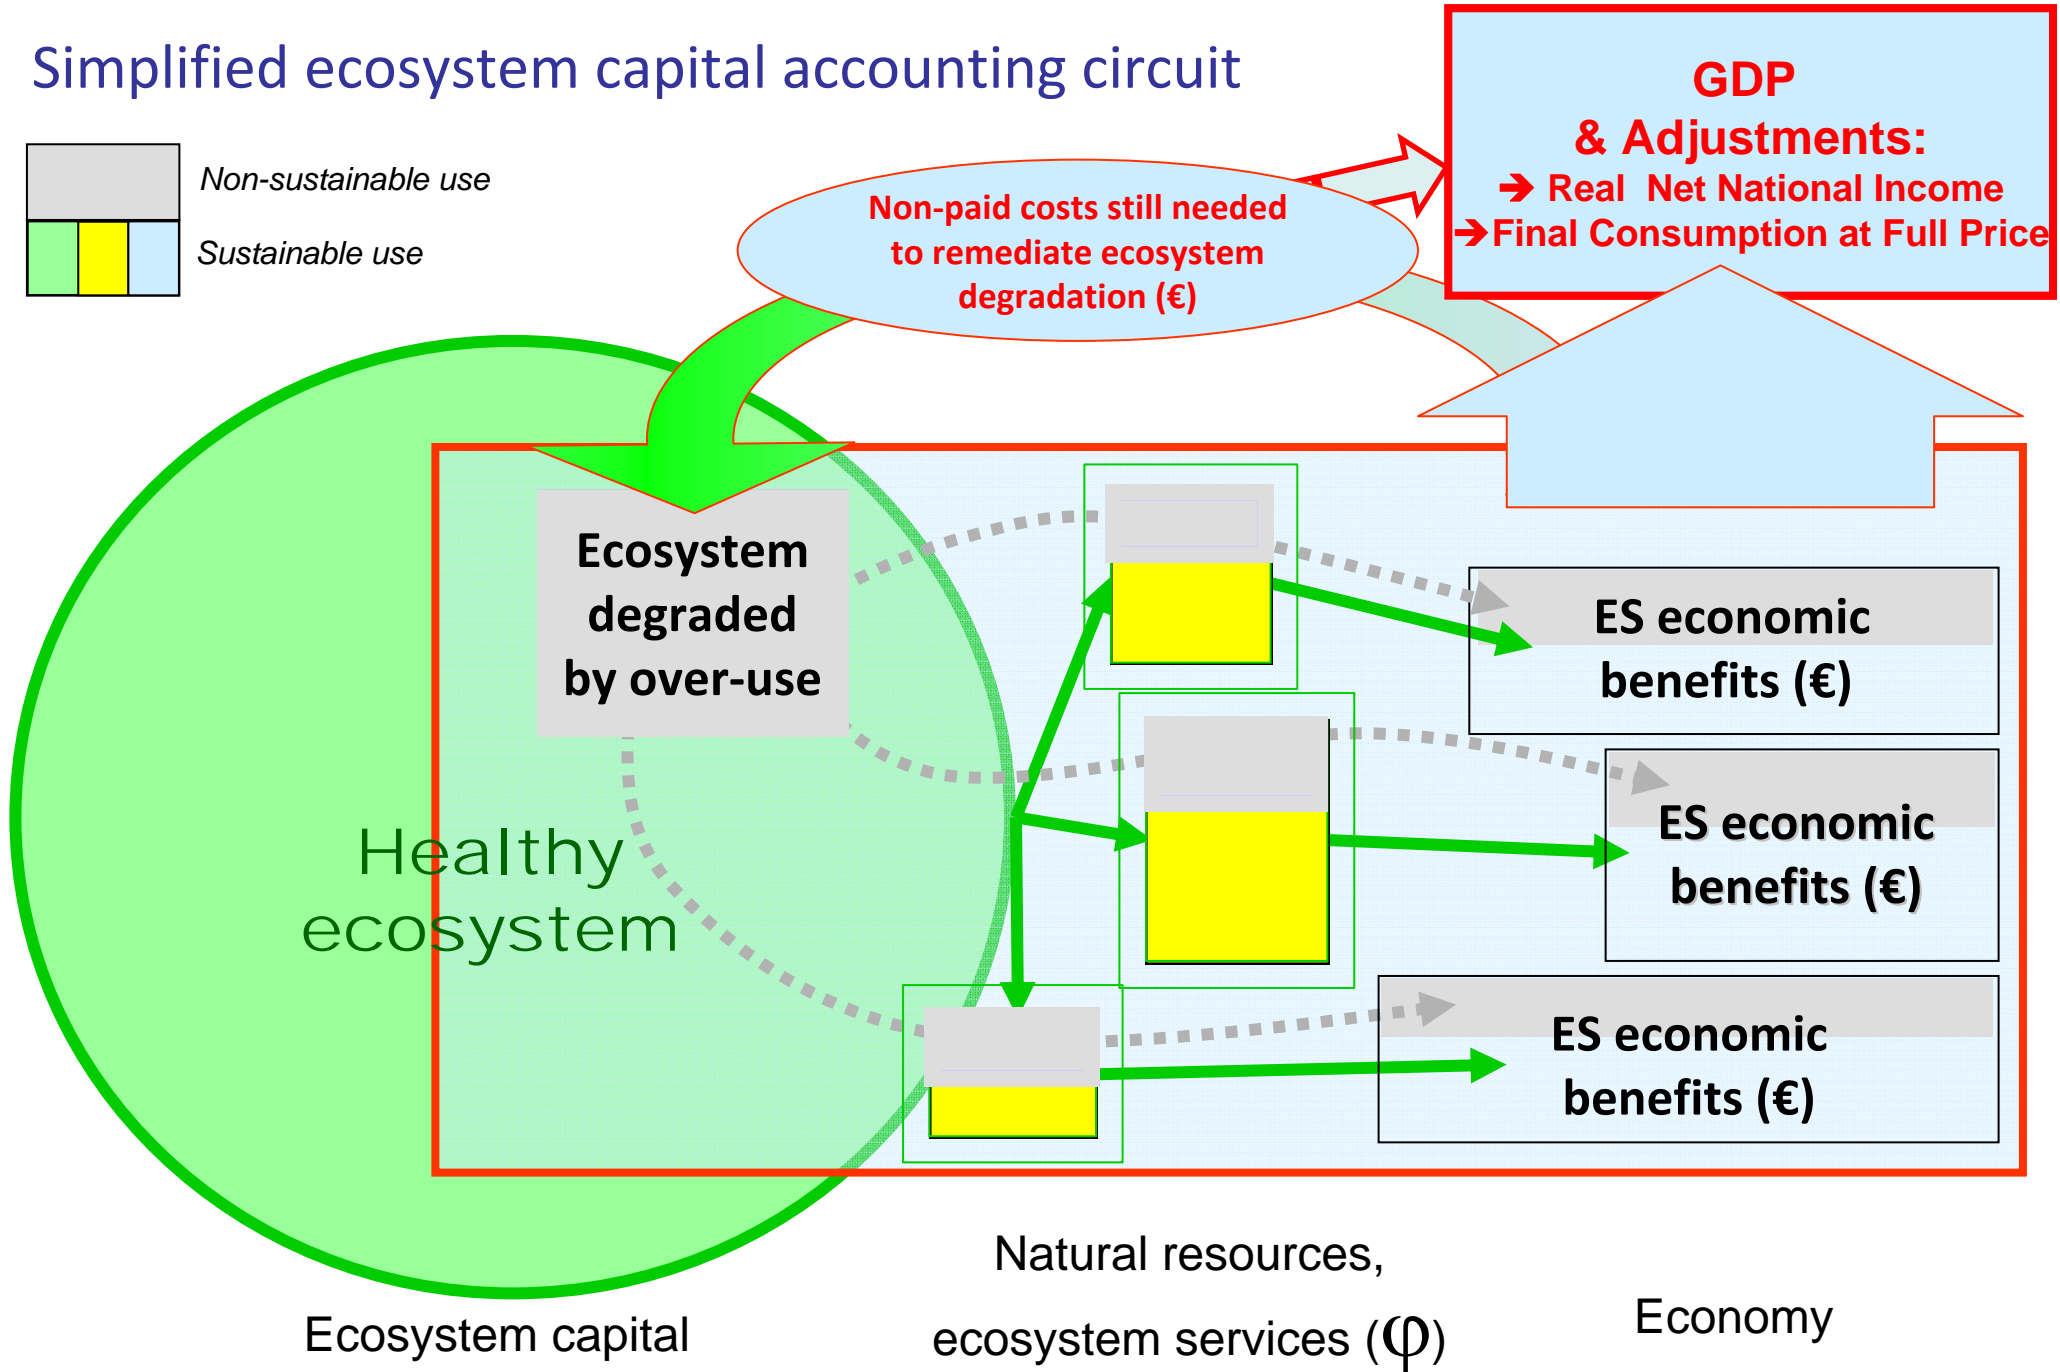 Simplified ecosystem capital accounting circuit
Non-sustainable use
Sustainable use
GDP
& Adjustments:
➔ Real Net National Income
➔Final Consumption at Full Price
Non-paid costs still needed
to remediate ecosystem
degradation (€)
Ecosystem
degraded
by over-use
Healthy
ecosystem
ES economic
benefits (€)
ES economic
benefits (€)
ES economic
benefits (€)
Ecosystem capital
Natural resources,
ecosystem services (φ)
Economy